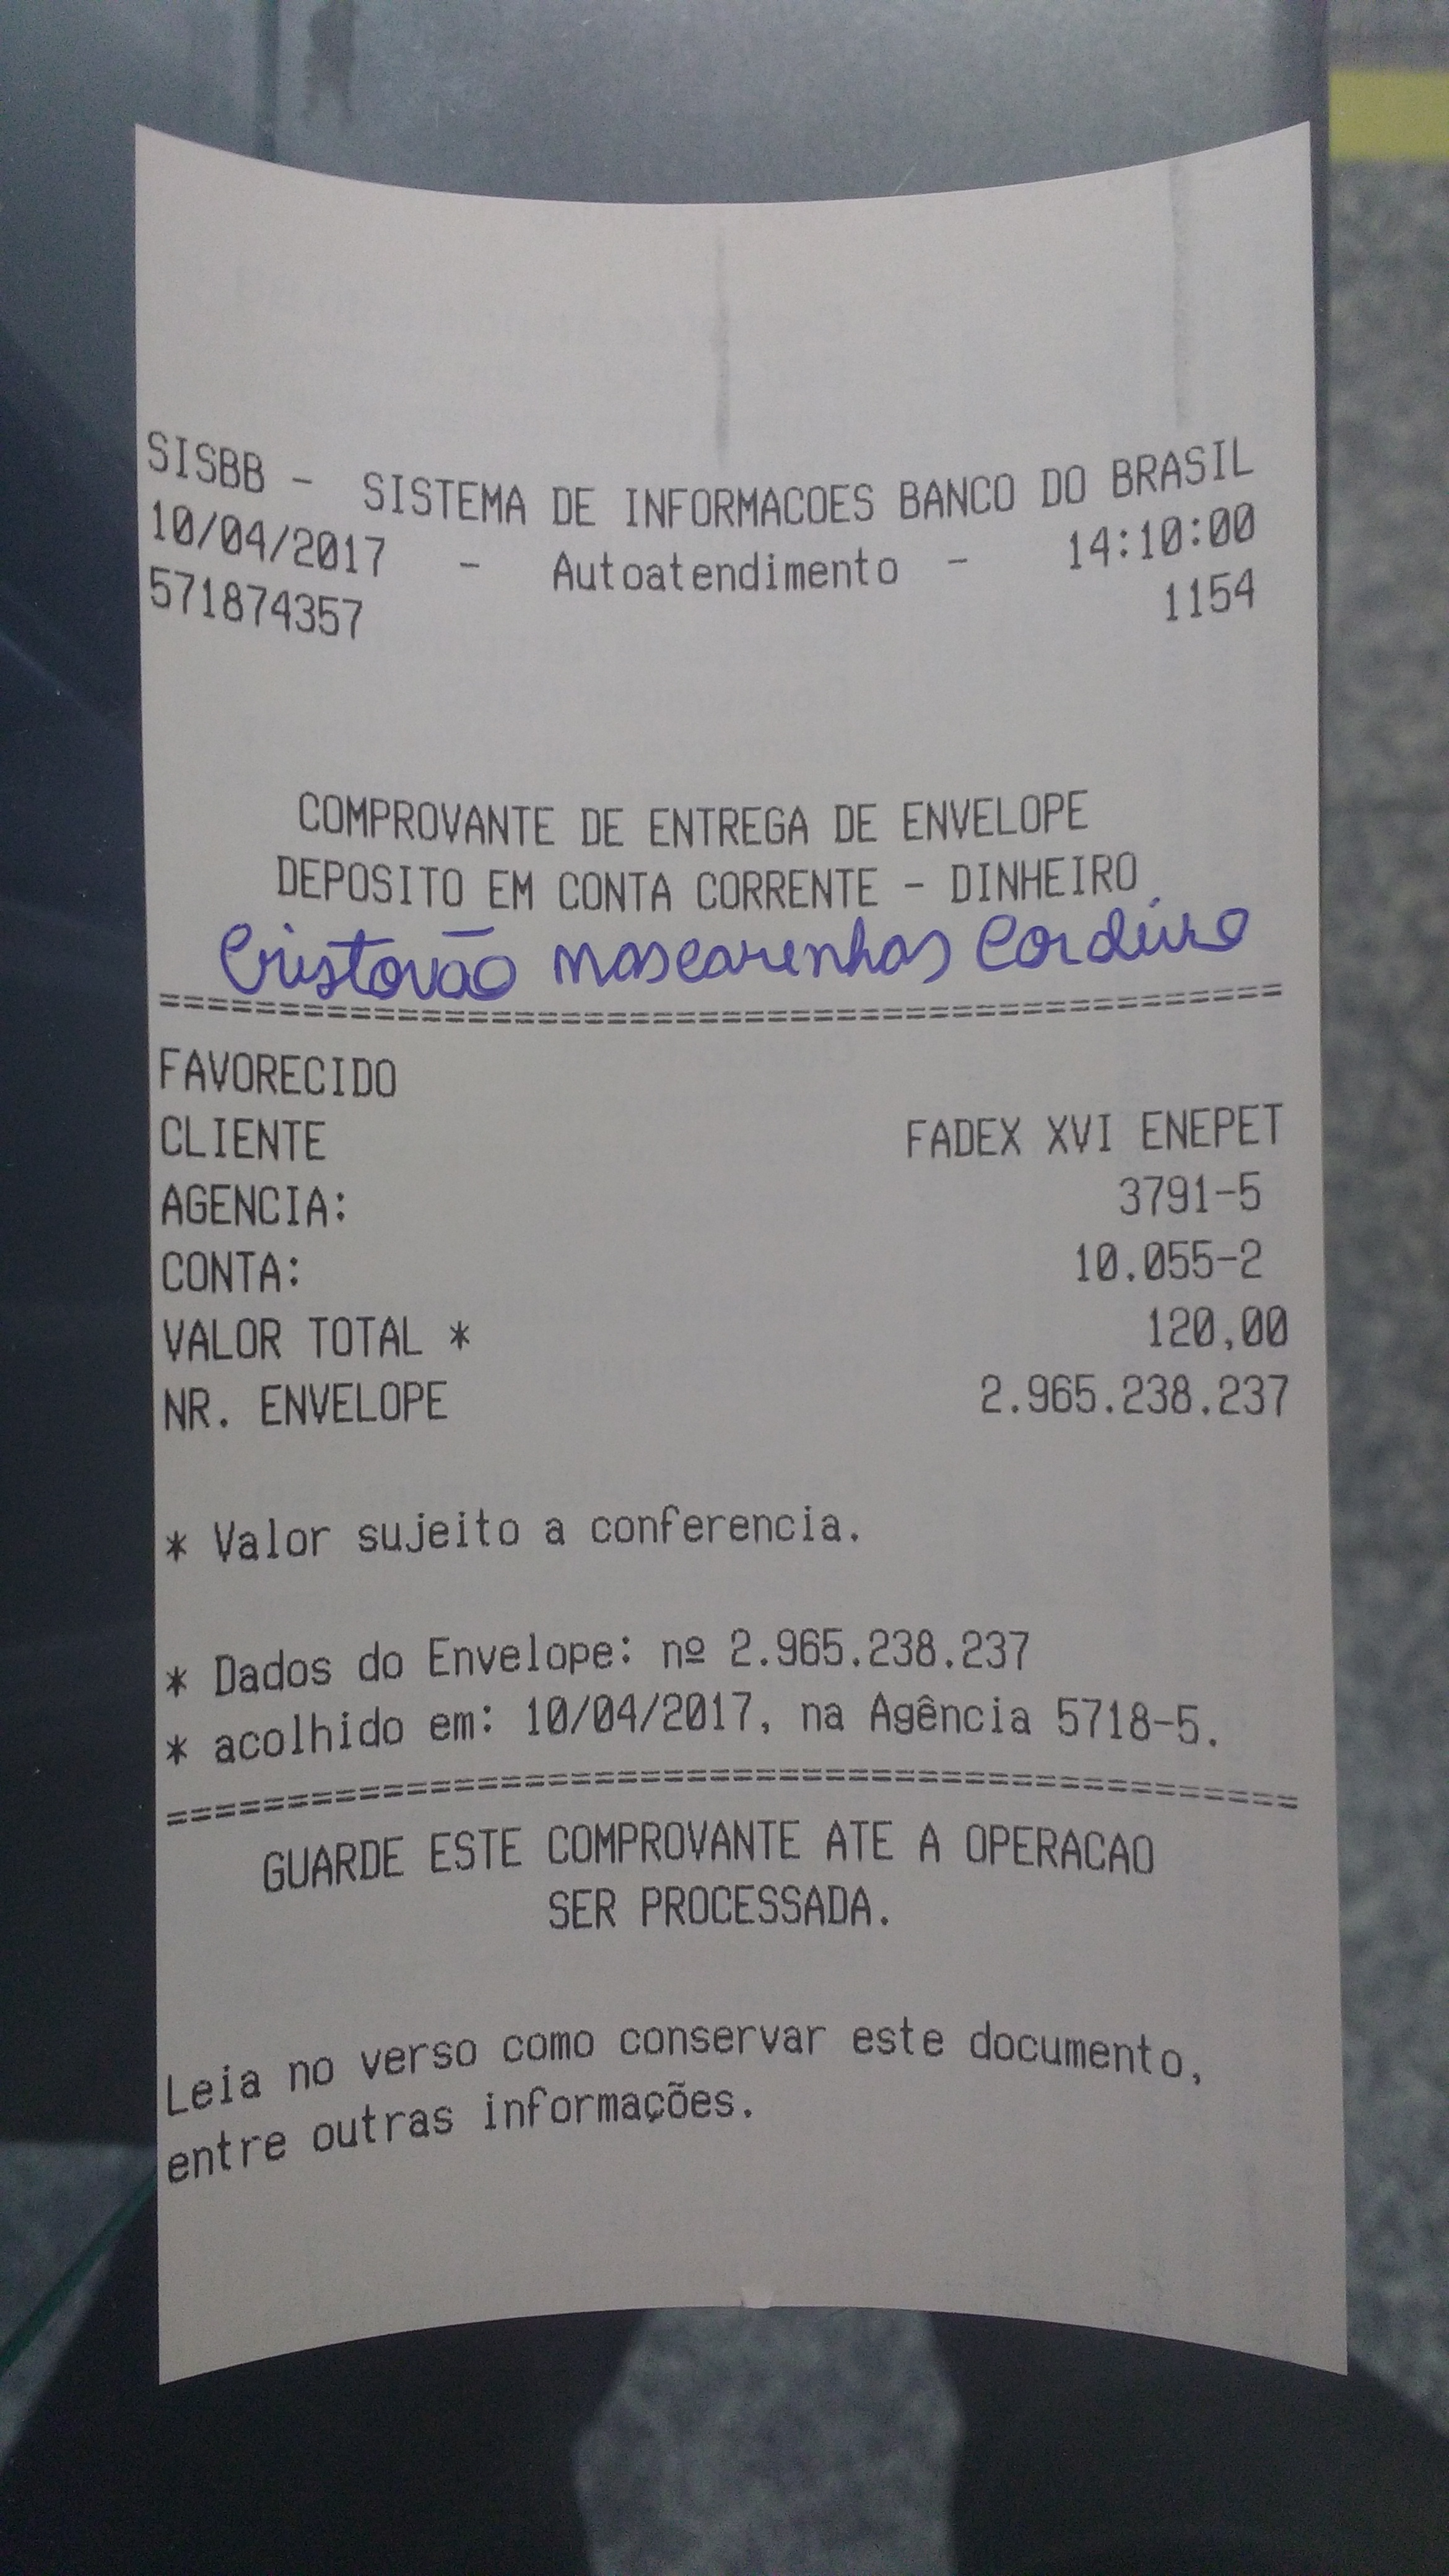 SISBB - SISTEMA DE INFORMACOES BANCO DO BRASIL
10/04/2017 - Autoatendimento - 14:10:00
571874357 1154
COMPROVANTE DE ENTREGA DE ENVELOPE
DEPOSITO EM CONTA CORRENTE - DINHEIRO
Cristovão mascarenhas Cordeiro
==============================================
FAVORECIDO
CLIENTE FADEX XVI ENEPET
AGENCIA: 3791-5
CONTA: 10.055-2
VALOR TOTAL * 120,00
NR. ENVELOPE 2.965.238.237
* Valor sujeito a conferencia.
* Dados do Envelope: nº 2.965.238.237
* acolhido em: 10/04/2017, na Agência 5718-5.
==============================================
GUARDE ESTE COMPROVANTE ATE A OPERACAO
SER PROCESSADA.
Leia no verso como conservar este documento,
entre outras informações.